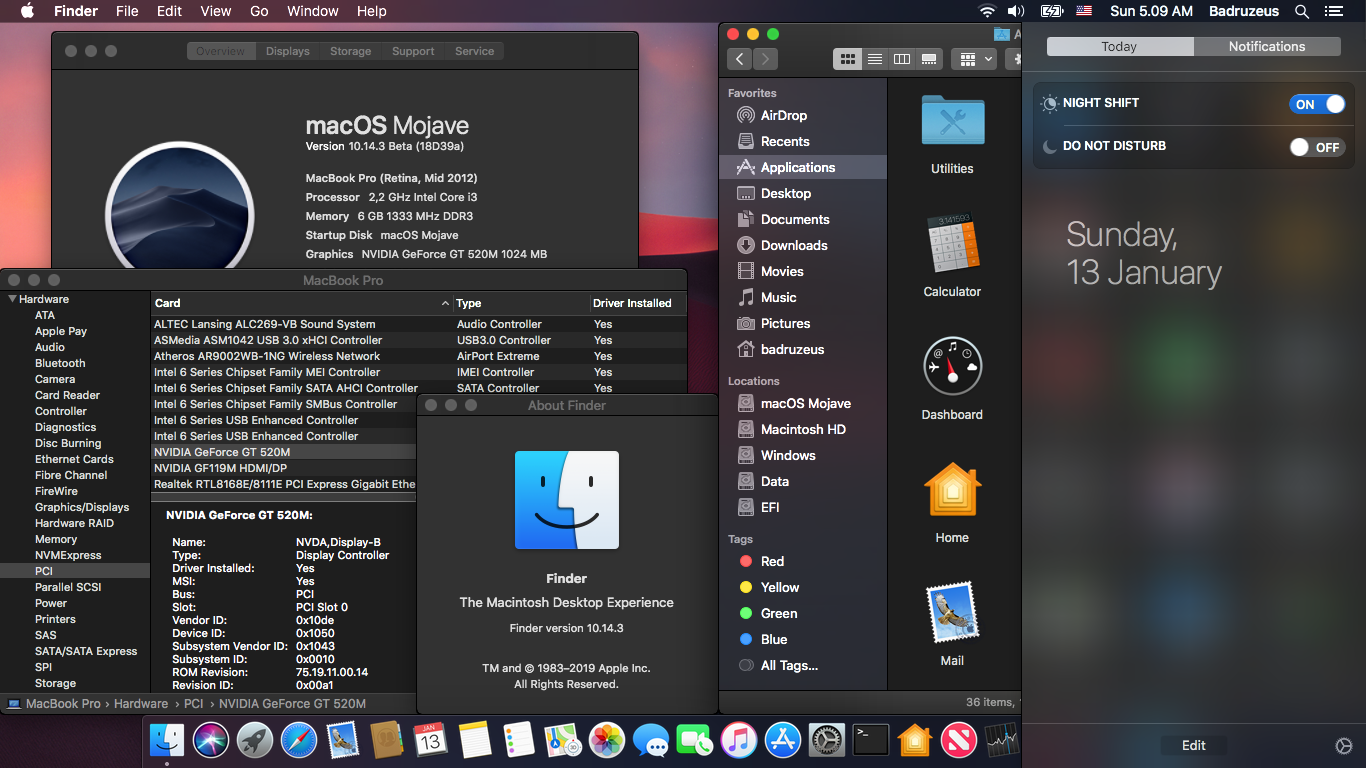 Finder File Edit View Go Window Help
Sun 5.09 AM Badruzeus
Overview Displays Storage Support Service
macOS Mojave
Version 10.14.3 Beta (18D39a)
MacBook Pro (Retina, Mid 2012)
Processor 2,2 GHz Intel Core i3
Memory 6 GB 1333 MHz DDR3
Startup Disk macOS Mojave
Graphics NVIDIA GeForce GT 520M 1024 MB
MacBook Pro
Hardware
ATA
Apple Pay
Audio
Bluetooth
Camera
Card Reader
Controller
Diagnostics
Disc Burning
Ethernet Cards
Fibre Channel
FireWire
Graphics/Displays
Hardware RAID
Memory
NVMExpress
PCI
Parallel SCSI
Power
Printers
SAS
SATA/SATA Express
SPI
Storage
Card Type Driver Installed
ALTEC Lansing ALC269-VB Sound System Audio Controller Yes
ASMedia ASM1042 USB 3.0 xHCI Controller USB3.0 Controller Yes
Atheros AR9002WB-1NG Wireless Network AirPort Extreme Yes
Intel 6 Series Chipset Family MEI Controller IMEI Controller Yes
Intel 6 Series Chipset Family SATA AHCI Controller SATA Controller Yes
Intel 6 Series Chipset Family SMBus Controller
Intel 6 Series USB Enhanced Controller
Intel 6 Series USB Enhanced Controller
NVIDIA GeForce GT 520M
NVIDIA GF119M HDMI/DP
Realtek RTL8168E/8111E PCI Express Gigabit Ethe
NVIDIA GeForce GT 520M:
Name: NVDA,Display-B
Type: Display Controller
Driver Installed: Yes
MSI: Yes
Bus: PCI
Slot: PCI Slot 0
Vendor ID: 0x10de
Device ID: 0x1050
Subsystem Vendor ID: 0x1043
Subsystem ID: 0x0010
ROM Revision: 75.19.11.00.14
Revision ID: 0x00a1
MacBook Pro › Hardware › PCI › NVIDIA GeForce GT 520M
About Finder
Finder
The Macintosh Desktop Experience
Finder version 10.14.3
TM and © 1983–2019 Apple Inc.
All Rights Reserved.
Favorites
AirDrop
Recents
Applications
Desktop
Documents
Downloads
Movies
Music
Pictures
badruzeus
Locations
macOS Mojave
Macintosh HD
Windows
Data
EFI
Tags
Red
Yellow
Green
Blue
All Tags...
Utilities
3.141593
Calculator
Dashboard
Home
Mail
36 items,
Today Notifications
NIGHT SHIFT ON
DO NOT DISTURB OFF
Sunday,
13 January
Edit
JAN
13